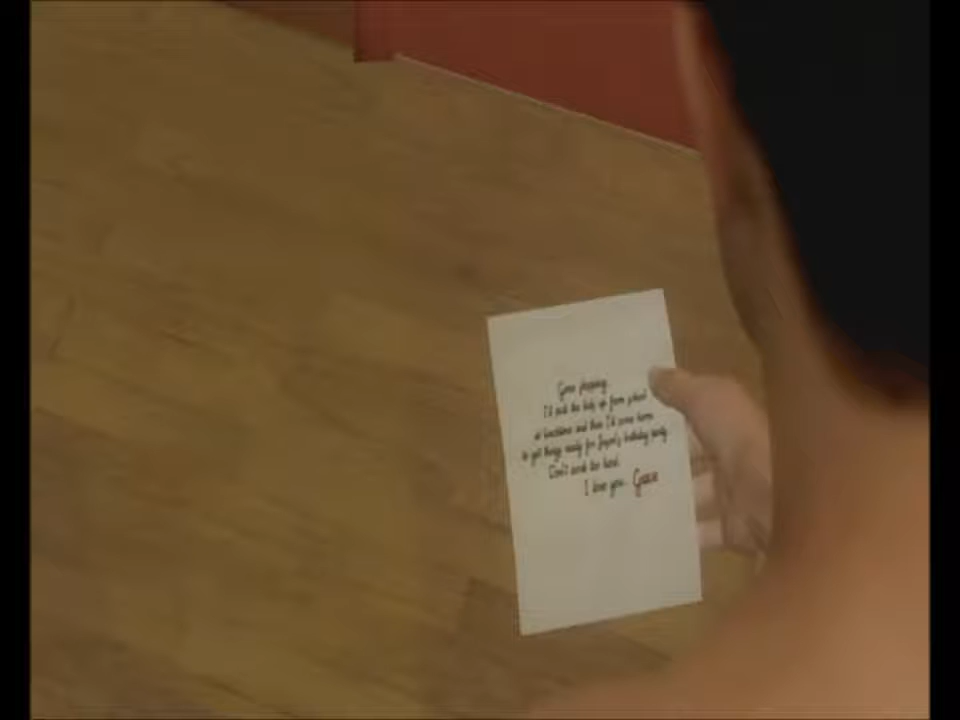 Gone shopping.
I'll pick the kids up from school
at lunchtime and then I'll come home
to get things ready for Jason's birthday party.
Don't work too hard.
I love you. Grace